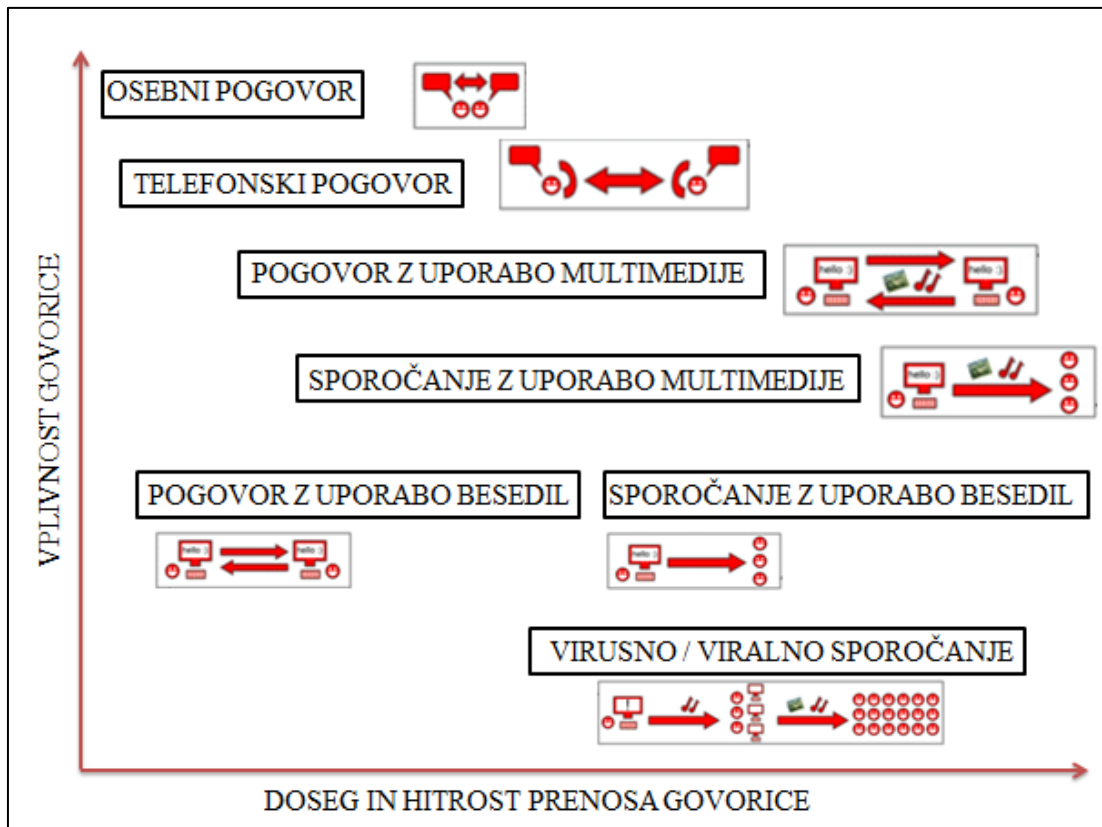 OSEBNI POGOVOR
TELEFONSKI POGOVOR
POGOVOR Z UPORABO MULTIMEDIJE
hello :)
hello :)
SPOROČANJE Z UPORABO MULTIMEDIJE
hello :)
POGOVOR Z UPORABO BESEDIL
SPOROČANJE Z UPORABO BESEDIL
hello :)
hello :)
hello :)
VIRUSNO / VIRALNO SPOROČANJE
!
VPLIVNOST GOVORICE
DOSEG IN HITROST PRENOSA GOVORICE